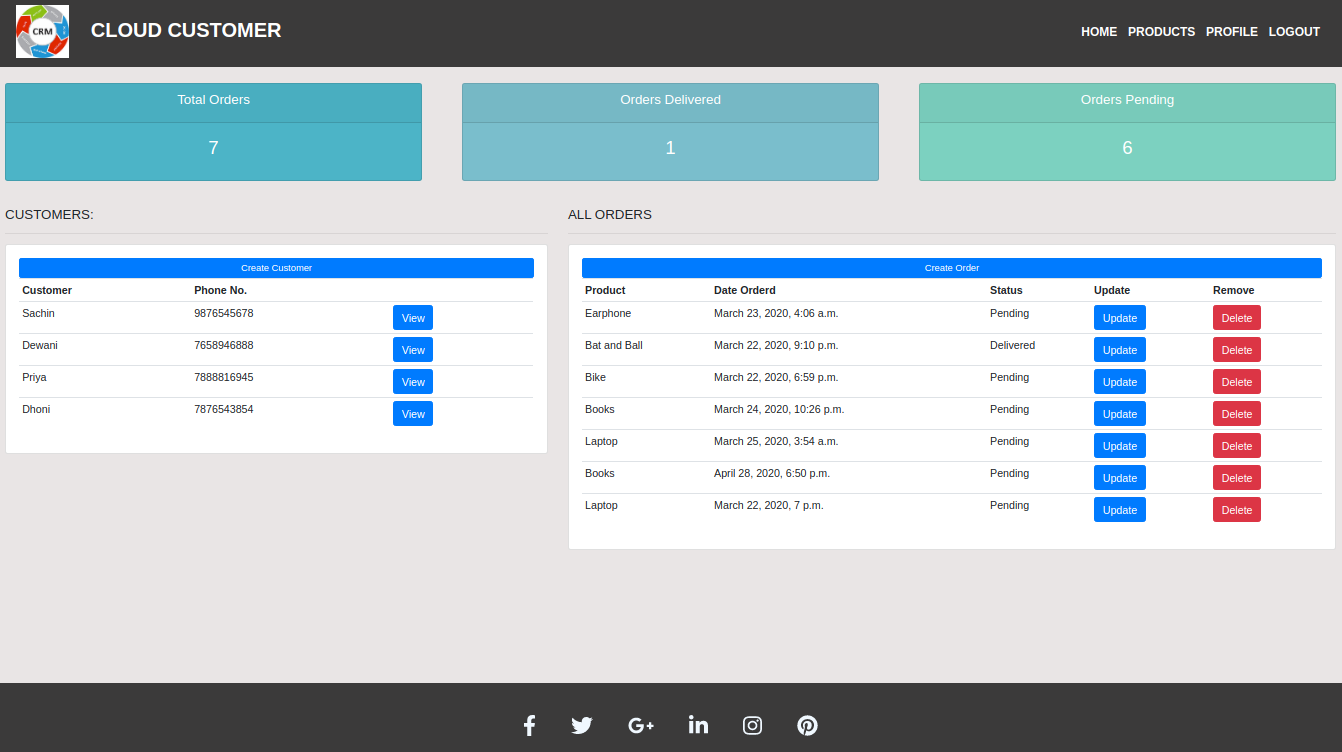 CRM
CLOUD CUSTOMER
HOME PRODUCTS PROFILE LOGOUT
Total Orders
7
Orders Delivered
1
Orders Pending
6
CUSTOMERS:
Create Customer
Customer Phone No.
Sachin 9876545678 View
Dewani 7658946888 View
Priya 7888816945 View
Dhoni 7876543854 View
ALL ORDERS
Create Order
Product Date Orderd Status Update Remove
Earphone March 23, 2020, 4:06 a.m. Pending Update Delete
Bat and Ball March 22, 2020, 9:10 p.m. Delivered Update Delete
Bike March 22, 2020, 6:59 p.m. Pending Update Delete
Books March 24, 2020, 10:26 p.m. Pending Update Delete
Laptop March 25, 2020, 3:54 a.m. Pending Update Delete
Books April 28, 2020, 6:50 p.m. Pending Update Delete
Laptop March 22, 2020, 7 p.m. Pending Update Delete